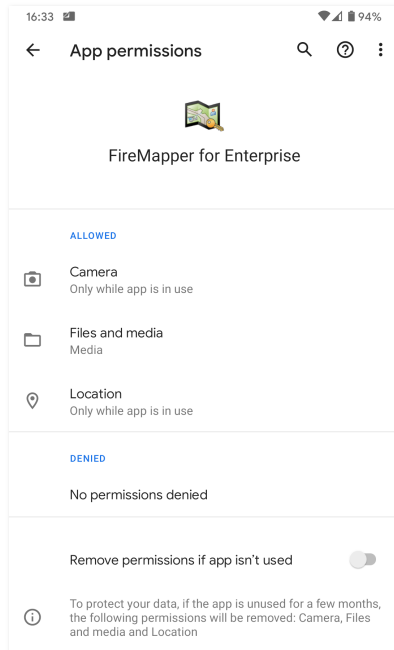 16:33 94%
App permissions
FireMapper for Enterprise
ALLOWED
Camera
Only while app is in use
Files and media
Media
Location
Only while app is in use
DENIED
No permissions denied
Remove permissions if app isn't used
To protect your data, if the app is unused for a few months,
the following permissions will be removed: Camera, Files
and media and Location